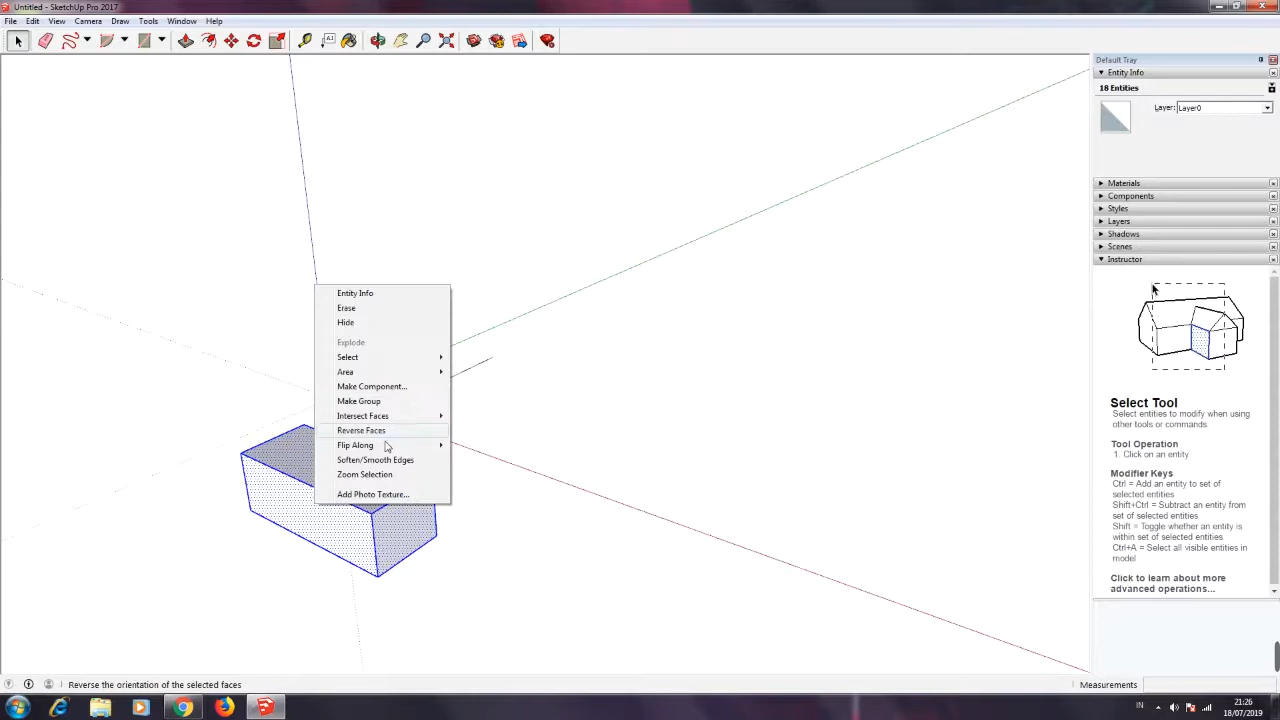 Untitled - SketchUp Pro 2017
File Edit View Camera Draw Tools Window Help
Default Tray
Entity Info
18 Entities
Layer: Layer0
Materials
Components
Styles
Layers
Shadows
Scenes
Instructor
Entity Info
Erase
Hide
Explode
Select
Area
Make Component...
Make Group
Intersect Faces
Reverse Faces
Flip Along
Soften/Smooth Edges
Zoom Selection
Add Photo Texture...
Select Tool
Select entities to modify when using
other tools or commands.
Tool Operation
1. Click on an entity
Modifier Keys
Ctrl = Add an entity to set of
selected entities
Shift+Ctrl = Subtract an entity from
set of selected entities
Shift = Toggle whether an entity is
within set of selected entities
Ctrl+A = Select all visible entities in
model
Click to learn about more
advanced operations...
Reverse the orientation of the selected faces
Measurements
IN
21:26
18/07/2019